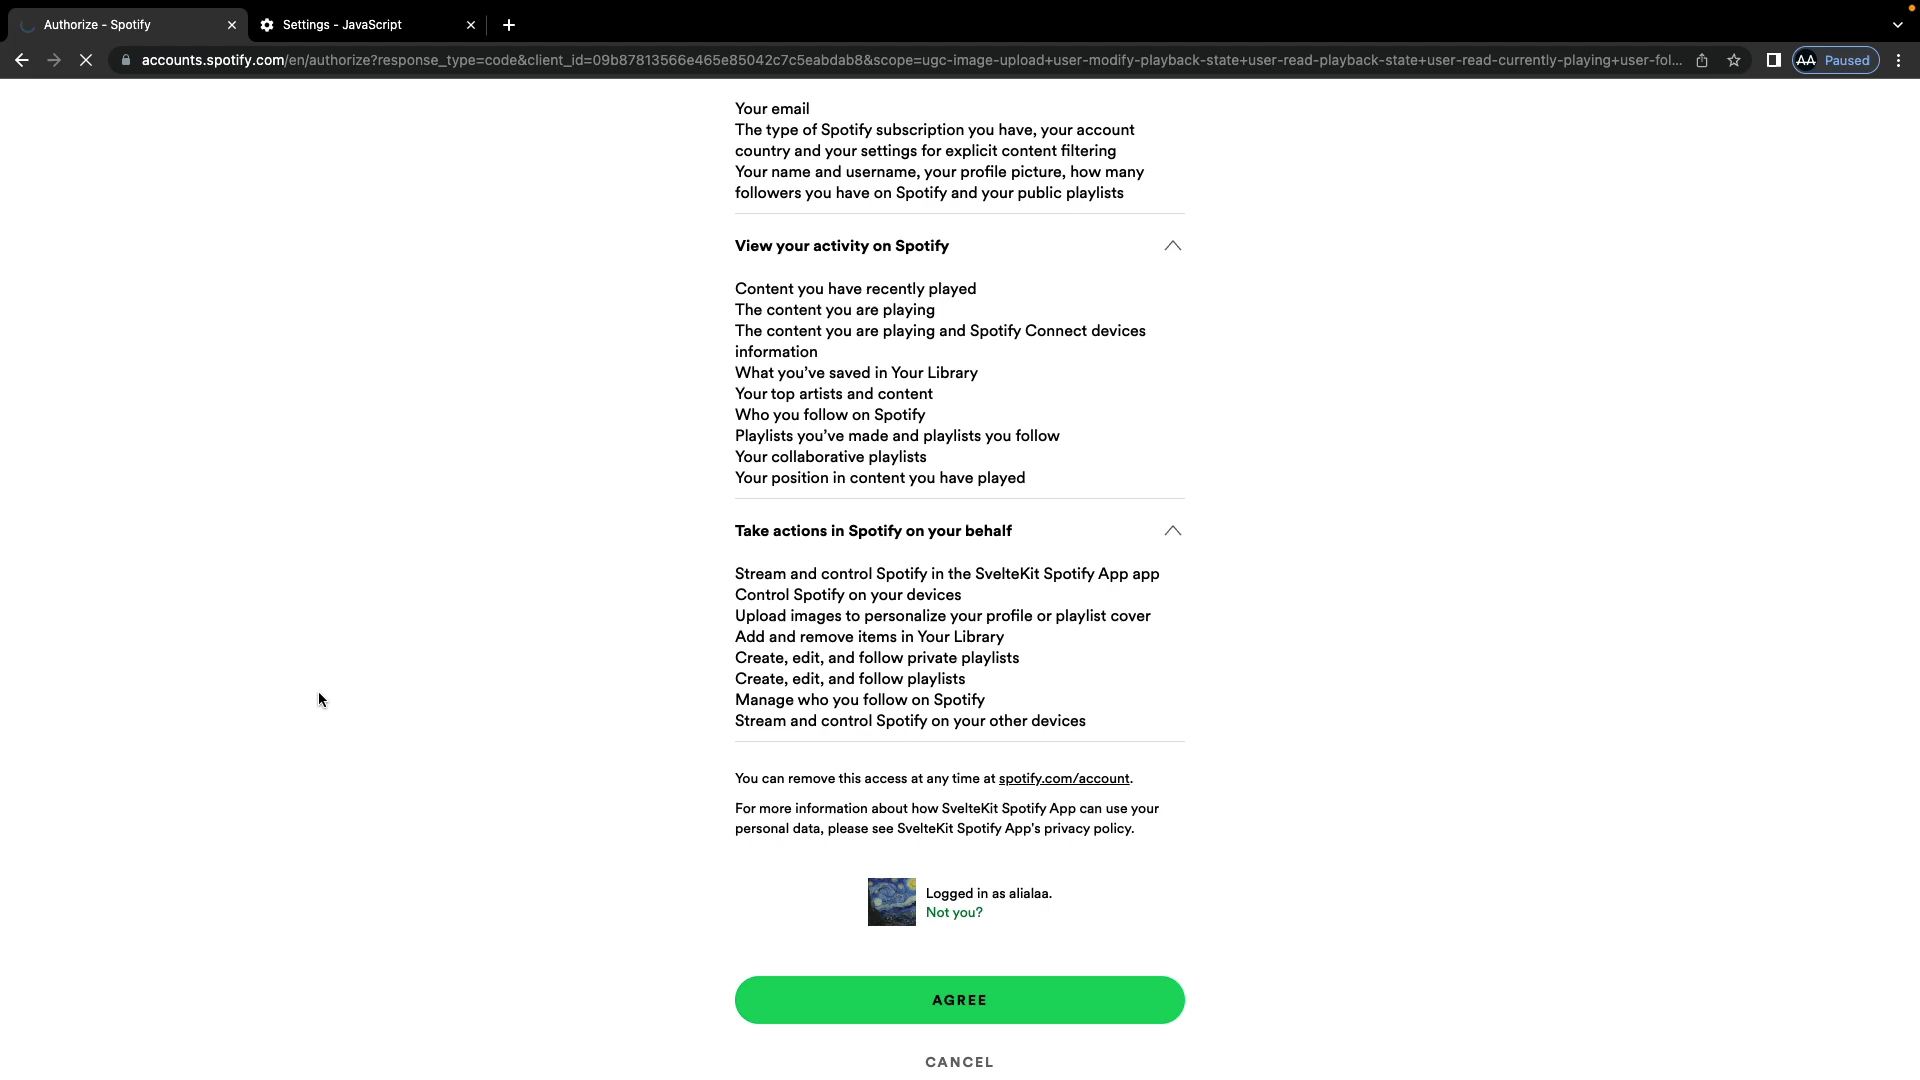 Authorize - Spotify
Settings - JavaScript
accounts.spotify.com/en/authorize?response_type=code&client_id=09b87813566e465e85042c7c5eabdab8&scope=ugc-image-upload+user-modify-playback-state+user-read-playback-state+user-read-currently-playing+user-fol...
AA Paused
Your email
The type of Spotify subscription you have, your account
country and your settings for explicit content filtering
Your name and username, your profile picture, how many
followers you have on Spotify and your public playlists
View your activity on Spotify
Content you have recently played
The content you are playing
The content you are playing and Spotify Connect devices
information
What you’ve saved in Your Library
Your top artists and content
Who you follow on Spotify
Playlists you’ve made and playlists you follow
Your collaborative playlists
Your position in content you have played
Take actions in Spotify on your behalf
Stream and control Spotify in the SvelteKit Spotify App app
Control Spotify on your devices
Upload images to personalize your profile or playlist cover
Add and remove items in Your Library
Create, edit, and follow private playlists
Create, edit, and follow playlists
Manage who you follow on Spotify
Stream and control Spotify on your other devices
You can remove this access at any time at spotify.com/account.
For more information about how SvelteKit Spotify App can use your
personal data, please see SvelteKit Spotify App's privacy policy.
Logged in as alialaa.
Not you?
AGREE
CANCEL